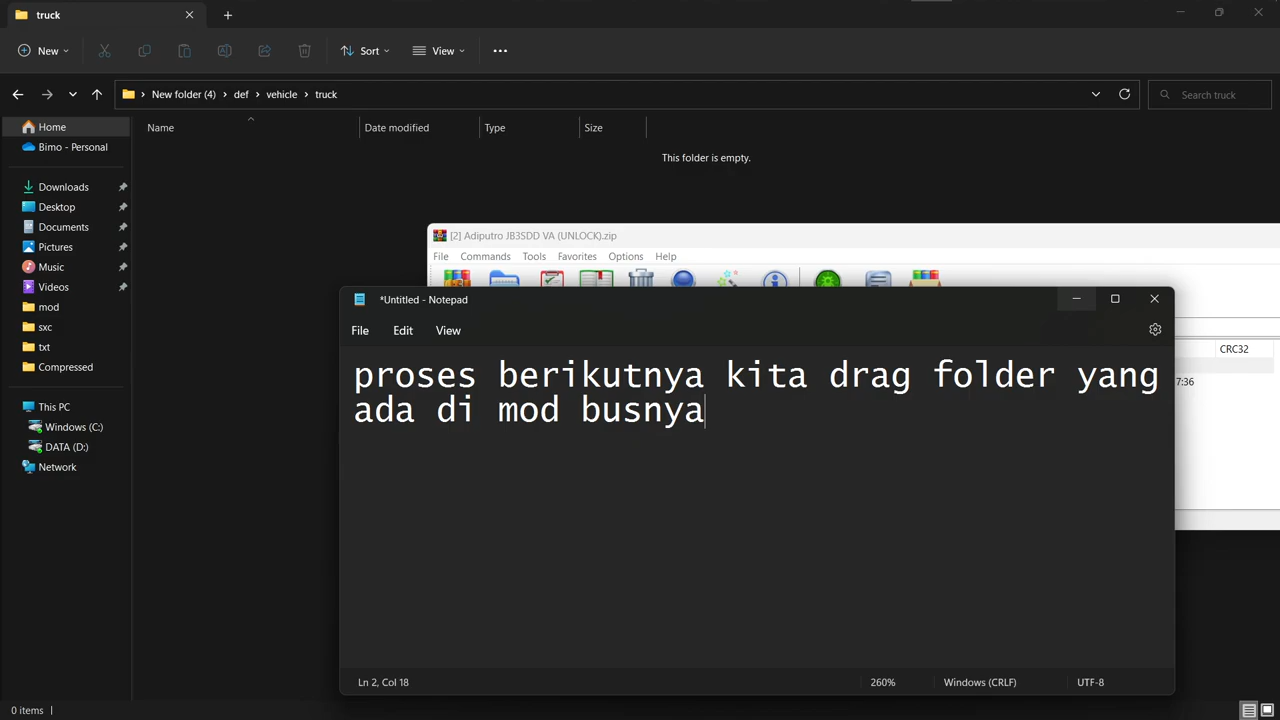 truck
New
Sort
View
New folder (4) > def > vehicle > truck
Search truck
Home
Bimo - Personal
Downloads
Desktop
Documents
Pictures
Music
Videos
mod
sxc
txt
Compressed
This PC
Windows (C:)
DATA (D:)
Network
Name
Date modified
Type
Size
This folder is empty.
[2] Adiputro JB3SDD VA (UNLOCK).zip
File Commands Tools Favorites Options Help
CRC32
7:36
*Untitled - Notepad
File Edit View
proses berikutnya kita drag folder yang
ada di mod busnya
Ln 2, Col 18
260%
Windows (CRLF)
UTF-8
0 items